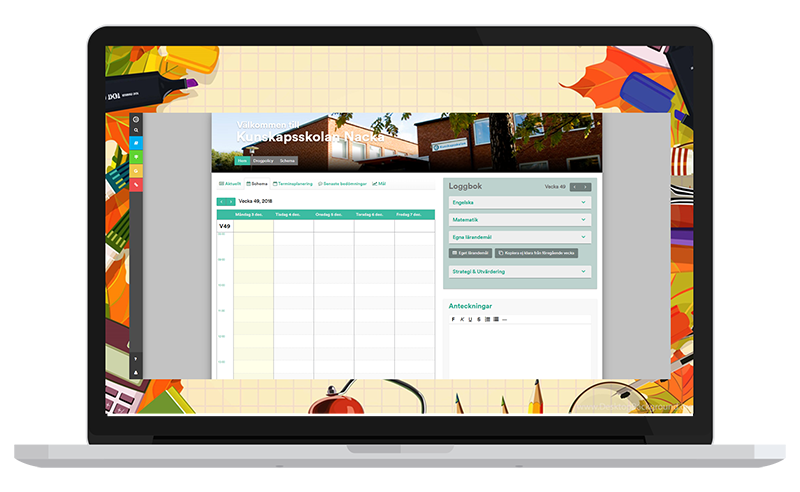 Välkommen till
Kunskapsskolan Nacka
Hem Drogpolicy Schema
Aktuellt Schema Terminsplanering Senaste bedömningar Mål
Vecka 49, 2018
Måndag 3 dec. Tisdag 4 dec. Onsdag 5 dec. Torsdag 6 dec. Fredag 7 dec.
V49
Loggbok Vecka 49
Engelska
Matematik
Egna lärandemål
Eget lärandemål Kopiera ej klara från föregående vecka
Strategi & Utvärdering
Anteckningar
F K U S